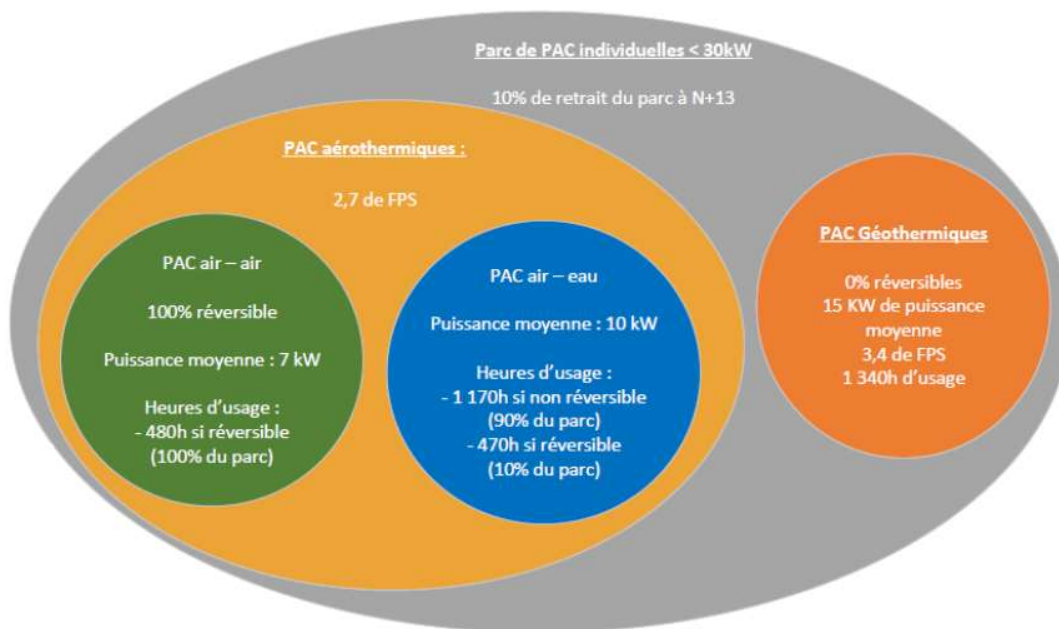 Parc de PAC individuelles < 30kW
10% de retrait du parc à N+13
PAC aérothermiques :
2,7 de FPS
PAC air – air
100% réversible
Puissance moyenne : 7 kW
Heures d'usage :
- 480h si réversible
(100% du parc)
PAC air – eau
Puissance moyenne : 10 kW
Heures d'usage :
- 1 170h si non réversible
(90% du parc)
- 470h si réversible
(10% du parc)
PAC Géothermiques
0% réversibles
15 KW de puissance
moyenne
3,4 de FPS
1 340h d'usage